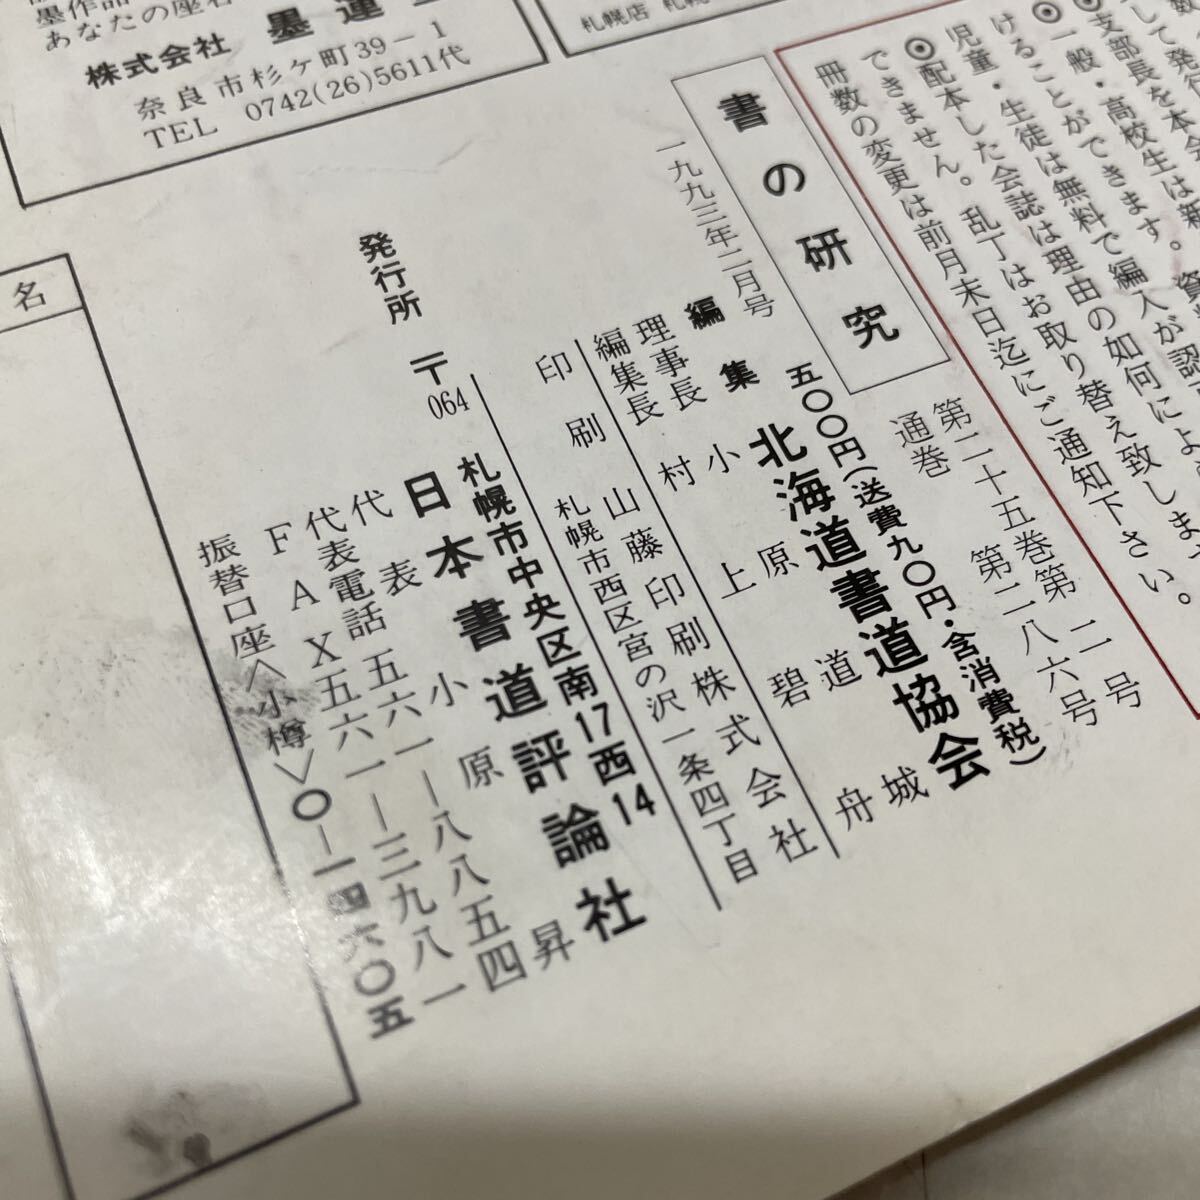 墨作品
あなたの座右
株式会社 墨運
奈良市杉ヶ町39－1
TEL 0742(26)5611代
札幌店 札幌
して発行
支部長を本会
◎一般・高校生は新
けることができます。
児童・生徒は無料で編入が認
◎配本した会誌は理由の如何によ
できません。乱丁はお取り替え致しま
冊数の変更は前月末日迄にご通知下さい。
書の研究
第二十五巻第二号
通巻 第二八六号
一九九三年二月号
五〇〇円(送費九〇円・含消費税)
編集 北海道書道協会
理事長 小原道城
編集長 村上碧舟
印刷 山藤印刷株式会社
札幌市西区宮の沢一条四丁目
発行所 〒064 札幌市中央区南17西14
日本書道評論社
代表 小原昇
代表電話 五六一－八八五四
FAX 五六一－三九八一
振替口座＜小樽＞〇－一四六〇五
名